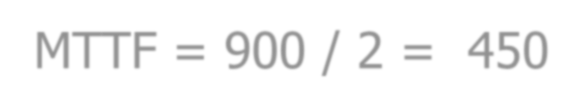 MTTF = 900 / 2 = 450